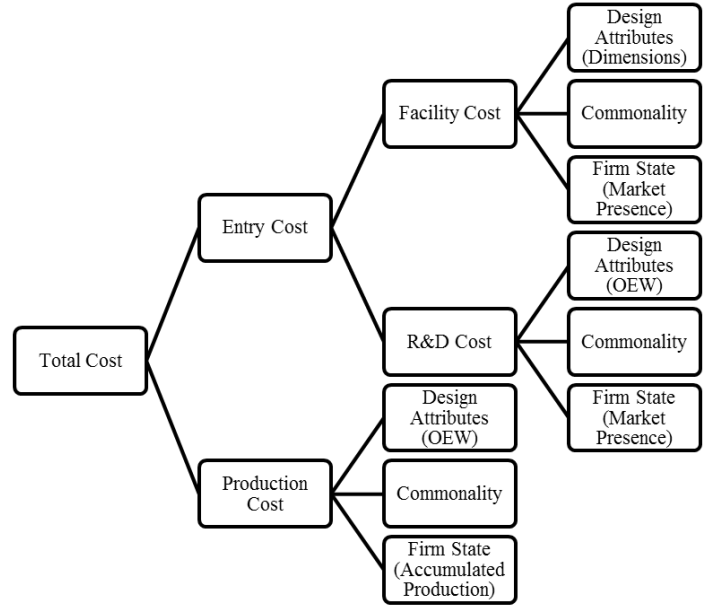 Design
Attributes
(Dimensions)
Facility Cost
Commonality
Firm State
(Market
Presence)
Entry Cost
Design
Attributes
(OEW)
R&D Cost
Commonality
Total Cost
Firm State
(Market
Presence)
Design
Attributes
(OEW)
Production
Cost
Commonality
Firm State
(Accumulated
Production)